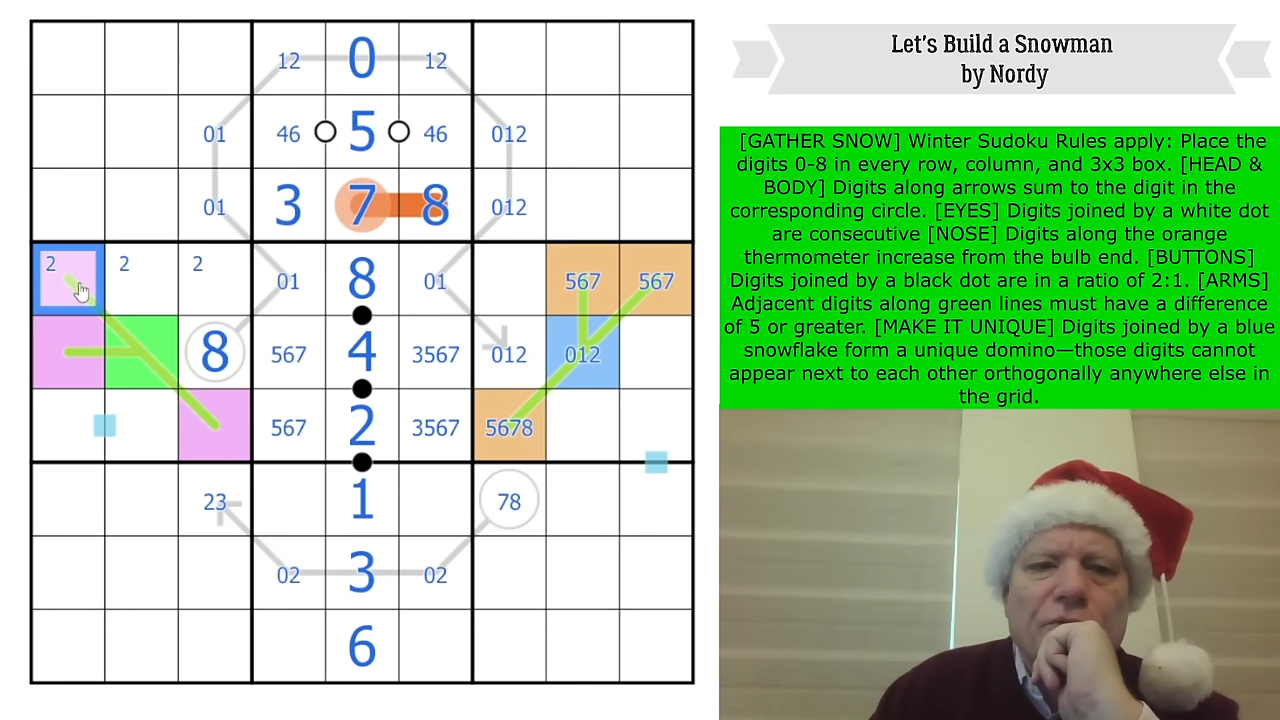 Let's Build a Snowman
by Nordy
[GATHER SNOW] Winter Sudoku Rules apply: Place the
digits 0-8 in every row, column, and 3x3 box. [HEAD &
BODY] Digits along arrows sum to the digit in the
corresponding circle. [EYES] Digits joined by a white dot
are consecutive [NOSE] Digits along the orange
thermometer increase from the bulb end. [BUTTONS]
Digits joined by a black dot are in a ratio of 2:1. [ARMS]
Adjacent digits along green lines must have a difference
of 5 or greater. [MAKE IT UNIQUE] Digits joined by a blue
snowflake form a unique domino—those digits cannot
appear next to each other orthogonally anywhere else in
the grid.
12 0 12
01 46 5 46 012
01 3 7 8 012
2 2 2 01 8 01 567 567
8 567 4 3567 012 012
567 2 3567 5678
23 1 78
02 3 02
6